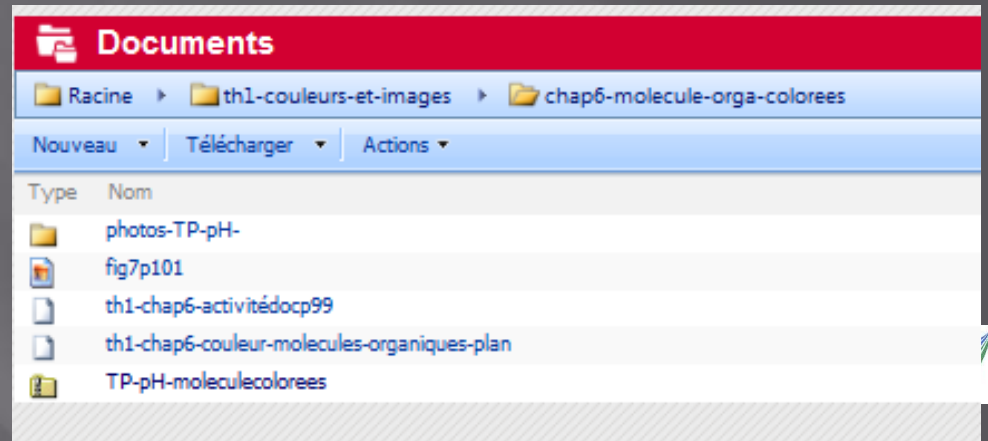 Documents
Racine th1-couleurs-et-images chap6-molecule-orga-colorees
Nouveau Télécharger Actions
Type Nom
photos-TP-pH-
fig7p101
th1-chap6-activitédocp99
th1-chap6-couleur-molecules-organiques-plan
TP-pH-moleculecolorees